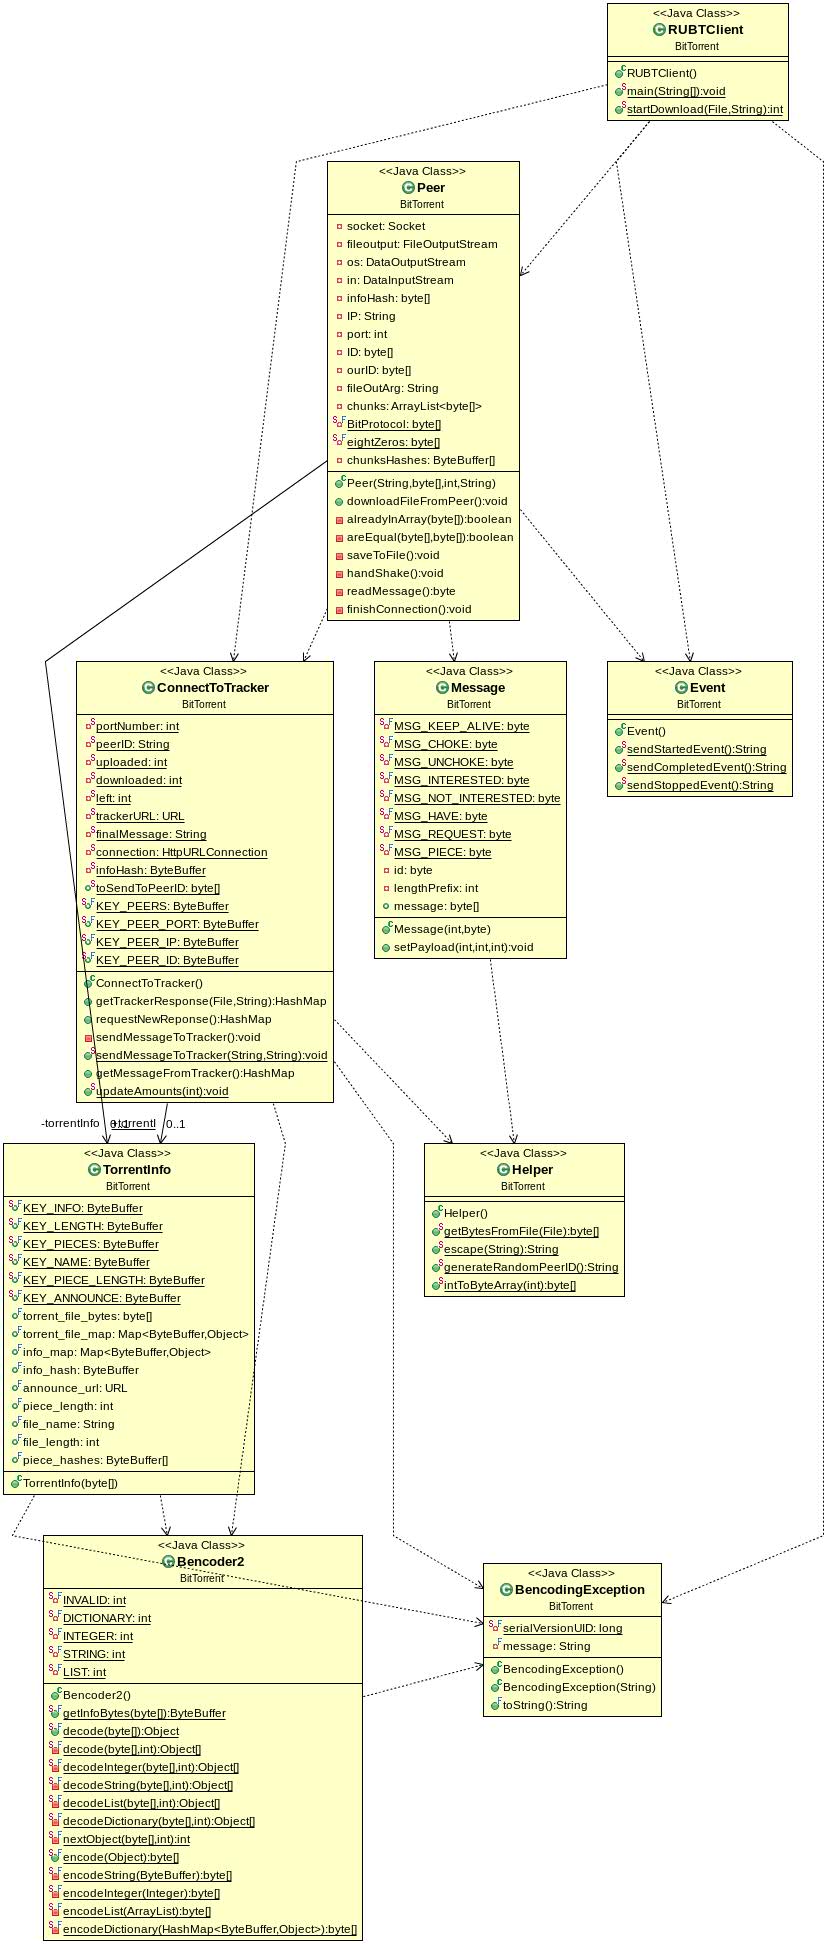 <<Java Class>>
RUBTClient
BitTorrent
RUBTClient()
main(String[]):void
startDownload(File,String):int
<<Java Class>>
Peer
BitTorrent
socket: Socket
fileoutput: FileOutputStream
os: DataOutputStream
in: DataInputStream
infoHash: byte[]
IP: String
port: int
ID: byte[]
ourID: byte[]
fileOutArg: String
chunks: ArrayList<byte[]>
BitProtocol: byte[]
eightZeros: byte[]
chunksHashes: ByteBuffer[]
Peer(String,byte[],int,String)
downloadFileFromPeer():void
alreadyInArray(byte[]):boolean
areEqual(byte[],byte[]):boolean
saveToFile():void
handShake():void
readMessage():byte
finishConnection():void
<<Java Class>>
ConnectToTracker
BitTorrent
portNumber: int
peerID: String
uploaded: int
downloaded: int
left: int
trackerURL: URL
finalMessage: String
connection: HttpURLConnection
infoHash: ByteBuffer
toSendToPeerID: byte[]
KEY_PEERS: ByteBuffer
KEY_PEER_PORT: ByteBuffer
KEY_PEER_IP: ByteBuffer
KEY_PEER_ID: ByteBuffer
ConnectToTracker()
getTrackerResponse(File,String):HashMap
requestNewReponse():HashMap
sendMessageToTracker():void
sendMessageToTracker(String,String):void
getMessageFromTracker():HashMap
updateAmounts(int):void
<<Java Class>>
Message
BitTorrent
MSG_KEEP_ALIVE: byte
MSG_CHOKE: byte
MSG_UNCHOKE: byte
MSG_INTERESTED: byte
MSG_NOT_INTERESTED: byte
MSG_HAVE: byte
MSG_REQUEST: byte
MSG_PIECE: byte
id: byte
lengthPrefix: int
message: byte[]
Message(int,byte)
setPayload(int,int,int):void
<<Java Class>>
Event
BitTorrent
Event()
sendStartedEvent():String
sendCompletedEvent():String
sendStoppedEvent():String
-torrentInfo 0..1 +torrentI 0..1
<<Java Class>>
TorrentInfo
BitTorrent
KEY_INFO: ByteBuffer
KEY_LENGTH: ByteBuffer
KEY_PIECES: ByteBuffer
KEY_NAME: ByteBuffer
KEY_PIECE_LENGTH: ByteBuffer
KEY_ANNOUNCE: ByteBuffer
torrent_file_bytes: byte[]
torrent_file_map: Map<ByteBuffer,Object>
info_map: Map<ByteBuffer,Object>
info_hash: ByteBuffer
announce_url: URL
piece_length: int
file_name: String
file_length: int
piece_hashes: ByteBuffer[]
TorrentInfo(byte[])
<<Java Class>>
Helper
BitTorrent
Helper()
getBytesFromFile(File):byte[]
escape(String):String
generateRandomPeerID():String
intToByteArray(int):byte[]
<<Java Class>>
Bencoder2
BitTorrent
INVALID: int
DICTIONARY: int
INTEGER: int
STRING: int
LIST: int
Bencoder2()
getInfoBytes(byte[]):ByteBuffer
decode(byte[]):Object
decode(byte[],int):Object[]
decodeInteger(byte[],int):Object[]
decodeString(byte[],int):Object[]
decodeList(byte[],int):Object[]
decodeDictionary(byte[],int):Object[]
nextObject(byte[],int):int
encode(Object):byte[]
encodeString(ByteBuffer):byte[]
encodeInteger(Integer):byte[]
encodeList(ArrayList):byte[]
encodeDictionary(HashMap<ByteBuffer,Object>):byte[]
<<Java Class>>
BencodingException
BitTorrent
serialVersionUID: long
message: String
BencodingException()
BencodingException(String)
toString():String